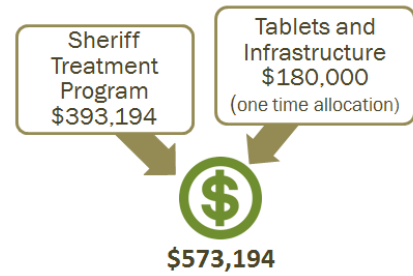 Sheriff
Treatment
Program
$393,194
Tablets and
Infrastructure
$180,000
(one time allocation)
$
$573,194